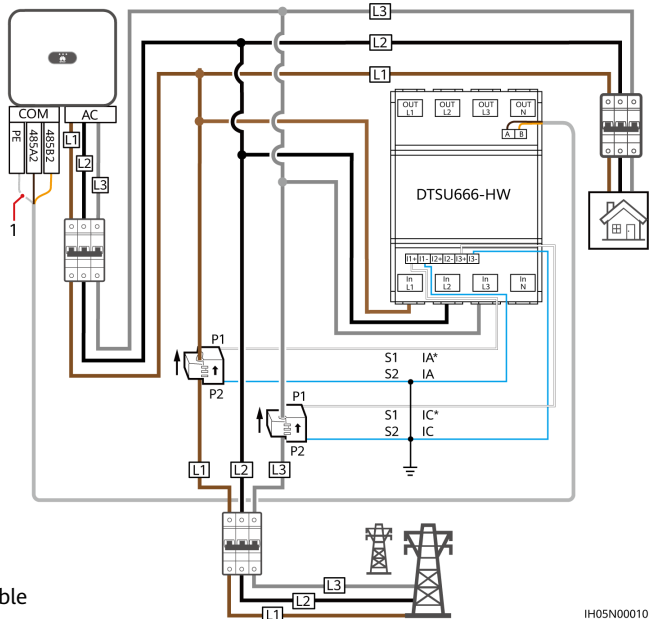 L3
L2
L1
COM
AC
PE
485A2
485B2
L1
L2
L3
1
OUT L1
OUT L2
OUT L3
OUT N
A
B
DTSU666-HW
I1+
I1-
I2+
I2-
I3+
I3-
In L1
In L2
In L3
In N
P1
P2
S1 IA*
S2 IA
P1
P2
S1 IC*
S2 IC
L1
L2
L3
L3
L2
L1
ble
IH05N00010